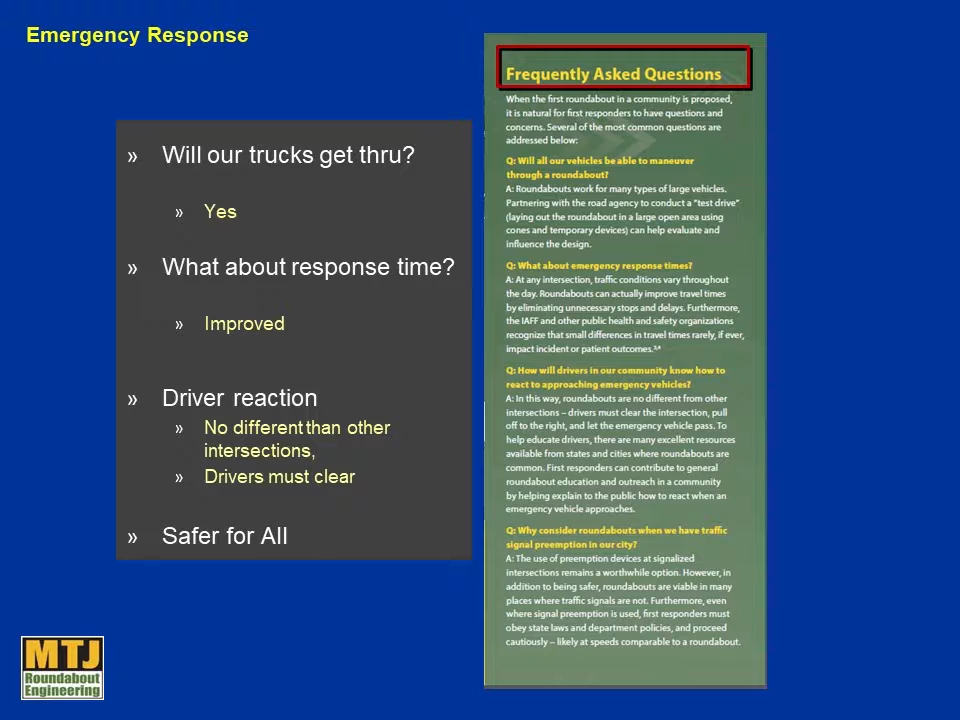 Emergency Response
» Will our trucks get thru?
» Yes
» What about response time?
» Improved
» Driver reaction
» No different than other
intersections,
» Drivers must clear
» Safer for All
Frequently Asked Questions
When the first roundabout in a community is proposed,
it is natural for first responders to have questions and
concerns. Several of the most common questions are
addressed below:
Q: Will all our vehicles be able to maneuver
through a roundabout?
A: Roundabouts work for many types of large vehicles.
Partnering with the road agency to conduct a "test drive"
(laying out the roundabout in a large open area using
cones and temporary devices) can help evaluate and
influence the design.
Q: What about emergency response times?
A: At any intersection, traffic conditions vary throughout
the day. Roundabouts can actually improve travel times
by eliminating unnecessary stops and delays. Furthermore,
the IAFF and other public health and safety organizations
recognize that small differences in travel times rarely, if ever,
impact incident or patient outcomes.³,⁴
Q: How will drivers in our community know how to
react to approaching emergency vehicles?
A: In this way, roundabouts are no different from other
intersections – drivers must clear the intersection, pull
off to the right, and let the emergency vehicle pass. To
help educate drivers, there are many excellent resources
available from states and cities where roundabouts are
common. First responders can contribute to general
roundabout education and outreach in a community
by helping explain to the public how to react when an
emergency vehicle approaches.
Q: Why consider roundabouts when we have traffic
signal preemption in our city?
A: The use of preemption devices at signalized
intersections remains a worthwhile option. However, in
addition to being safer, roundabouts are viable in many
places where traffic signals are not. Furthermore, even
where signal preemption is used, first responders must
obey state laws and department policies, and proceed
cautiously – likely at speeds comparable to a roundabout.
MTJ
Roundabout
Engineering